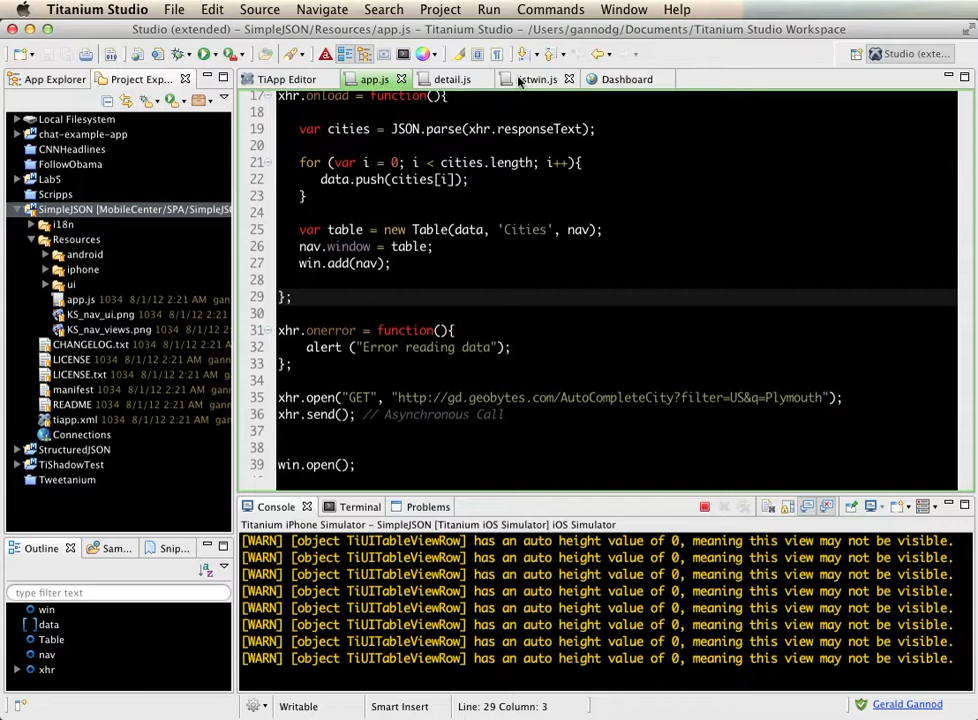 Titanium Studio File Edit Source Navigate Search Project Run Commands Window Help
Studio (extended) - SimpleJSON/Resources/app.js - Titanium Studio - /Users/gannodg/Documents/Titanium Studio Workspace
Studio (exte...
App Explorer Project Exp... TiApp Editor app.js detail.js Dashboard
Local Filesystem
chat-example-app
CNNHeadlines
FollowObama
Lab5
Scripps
SimpleJSON [MobileCenter/SPA/SimpleJS
i18n
Resources
android
iphone
ui
app.js 1034 8/1/12 2:21 AM gan
KS_nav_ui.png 1034 8/1/12 2:21
KS_nav_views.png 1034 8/1/12 2:21
CHANGELOG.txt 1034 8/1/12 2:21
LICENSE 1034 8/1/12 2:21 AM gan
LICENSE.txt 1034 8/1/12 2:21 AM
manifest 1034 8/1/12 2:21 AM gan
README 1034 8/1/12 2:21 AM gan
tiapp.xml 1034 8/1/12 2:21 AM g
Connections
StructuredJSON
TiShadowTest
Tweetanium
17 xhr.onload = function(){
18
19 var cities = JSON.parse(xhr.responseText);
20
21 for (var i = 0; i < cities.length; i++){
22 data.push(cities[i]);
23 }
24
25 var table = new Table(data, 'Cities', nav);
26 nav.window = table;
27 win.add(nav);
28
29 };
30
31 xhr.onerror = function(){
32 alert ("Error reading data");
33 };
34
35 xhr.open("GET", "http://gd.geobytes.com/AutoCompleteCity?filter=US&q=Plymouth");
36 xhr.send(); // Asynchronous Call
37
38
39 win.open();
Outline Sam... Snip...
type filter text
win
data
Table
nav
xhr
Console Terminal Problems
Titanium iPhone Simulator - SimpleJSON [Titanium iOS Simulator] iOS Simulator
[WARN] [object TiUITableViewRow] has an auto height value of 0, meaning this view may not be visible.
[WARN] [object TiUITableViewRow] has an auto height value of 0, meaning this view may not be visible.
[WARN] [object TiUITableViewRow] has an auto height value of 0, meaning this view may not be visible.
[WARN] [object TiUITableViewRow] has an auto height value of 0, meaning this view may not be visible.
[WARN] [object TiUITableViewRow] has an auto height value of 0, meaning this view may not be visible.
[WARN] [object TiUITableViewRow] has an auto height value of 0, meaning this view may not be visible.
[WARN] [object TiUITableViewRow] has an auto height value of 0, meaning this view may not be visible.
[WARN] [object TiUITableViewRow] has an auto height value of 0, meaning this view may not be visible.
Writable Smart Insert Line: 29 Column: 3 Gerald Gannod